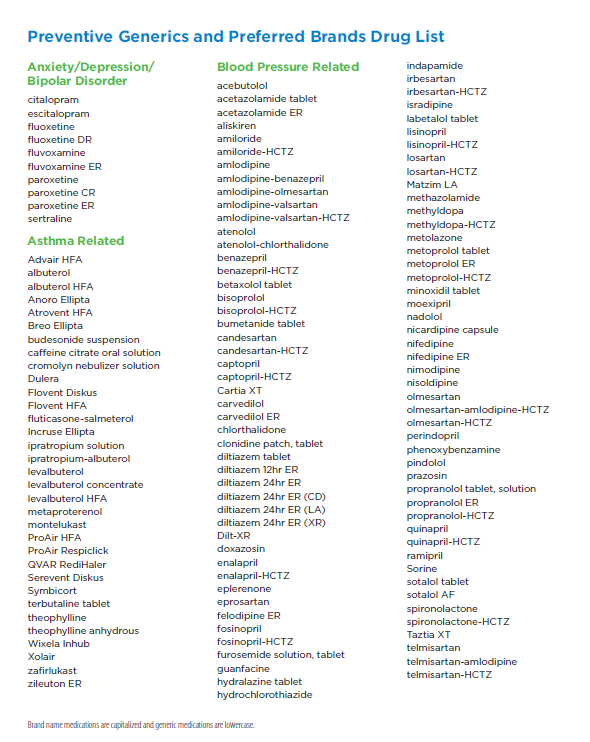 Preventive Generics and Preferred Brands Drug List
Anxiety/Depression/
Bipolar Disorder
citalopram
escitalopram
fluoxetine
fluoxetine DR
fluvoxamine
fluvoxamine ER
paroxetine
paroxetine CR
paroxetine ER
sertraline
Asthma Related
Advair HFA
albuterol
albuterol HFA
Anoro Ellipta
Atrovent HFA
Breo Ellipta
budesonide suspension
caffeine citrate oral solution
cromolyn nebulizer solution
Dulera
Flovent Diskus
Flovent HFA
fluticasone-salmeterol
Incruse Ellipta
ipratropium solution
ipratropium-albuterol
levalbuterol
levalbuterol concentrate
levalbuterol HFA
metaproterenol
montelukast
ProAir HFA
ProAir Respiclick
QVAR RediHaler
Serevent Diskus
Symbicort
terbutaline tablet
theophylline
theophylline anhydrous
Wixela Inhub
Xolair
zafirlukast
zileuton ER
Blood Pressure Related
acebutolol
acetazolamide tablet
acetazolamide ER
aliskiren
amiloride
amiloride-HCTZ
amlodipine
amlodipine-benazepril
amlodipine-olmesartan
amlodipine-valsartan
amlodipine-valsartan-HCTZ
atenolol
atenolol-chlorthalidone
benazepril
benazepril-HCTZ
betaxolol tablet
bisoprolol
bisoprolol-HCTZ
bumetanide tablet
candesartan
candesartan-HCTZ
captopril
captopril-HCTZ
Cartia XT
carvedilol
carvedilol ER
chlorthalidone
clonidine patch, tablet
diltiazem tablet
diltiazem 12hr ER
diltiazem 24hr ER
diltiazem 24hr ER (CD)
diltiazem 24hr ER (LA)
diltiazem 24hr ER (XR)
Dilt-XR
doxazosin
enalapril
enalapril-HCTZ
eplerenone
eprosartan
felodipine ER
fosinopril
fosinopril-HCTZ
furosemide solution, tablet
guanfacine
hydralazine tablet
hydrochlorothiazide
indapamide
irbesartan
irbesartan-HCTZ
isradipine
labetalol tablet
lisinopril
lisinopril-HCTZ
losartan
losartan-HCTZ
Matzim LA
methazolamide
methyldopa
methyldopa-HCTZ
metolazone
metoprolol tablet
metoprolol ER
metoprolol-HCTZ
minoxidil tablet
moexipril
nadolol
nicardipine capsule
nifedipine
nifedipine ER
nimodipine
nisoldipine
olmesartan
olmesartan-amlodipine-HCTZ
olmesartan-HCTZ
perindopril
phenoxybenzamine
pindolol
prazosin
propranolol tablet, solution
propranolol ER
propranolol-HCTZ
quinapril
quinapril-HCTZ
ramipril
Sorine
sotalol tablet
sotalol AF
spironolactone
spironolactone-HCTZ
Taztia XT
telmisartan
telmisartan-amlodipine
telmisartan-HCTZ
Brand name medications are capitalized and generic medications are lowercase.